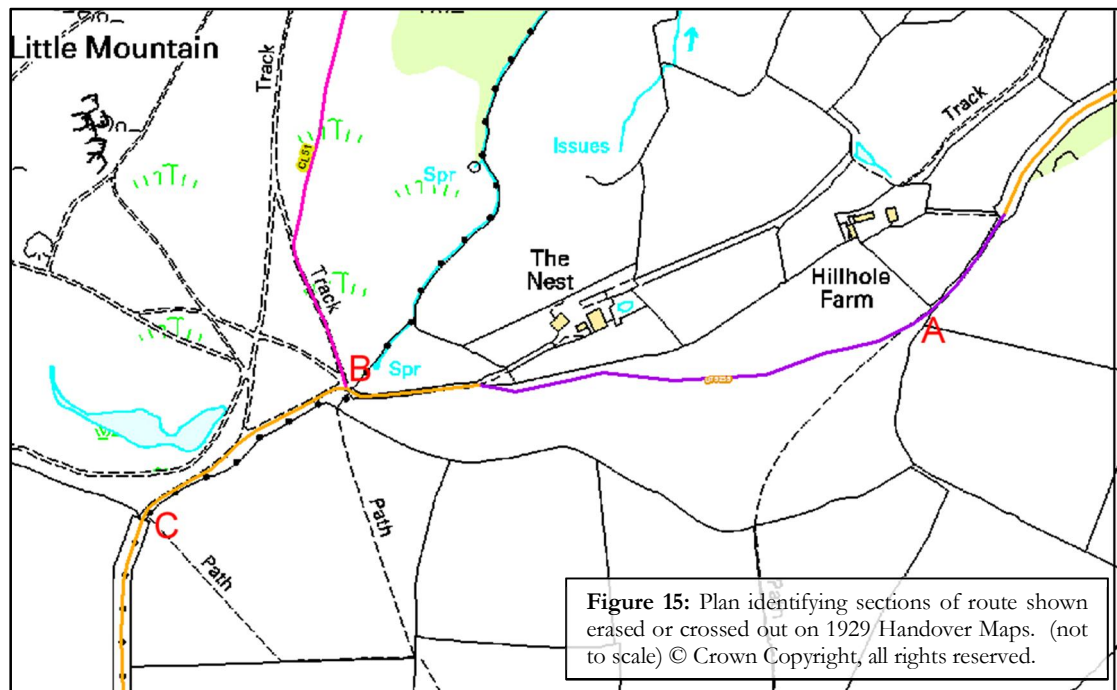 Little Mountain
Track
CL51
Spr
Issues
Track
Track
The
Nest
Hillhole
Farm
A
B
Spr
C
Path
Path
Figure 15: Plan identifying sections of route shown
erased or crossed out on 1929 Handover Maps. (not
to scale) © Crown Copyright, all rights reserved.